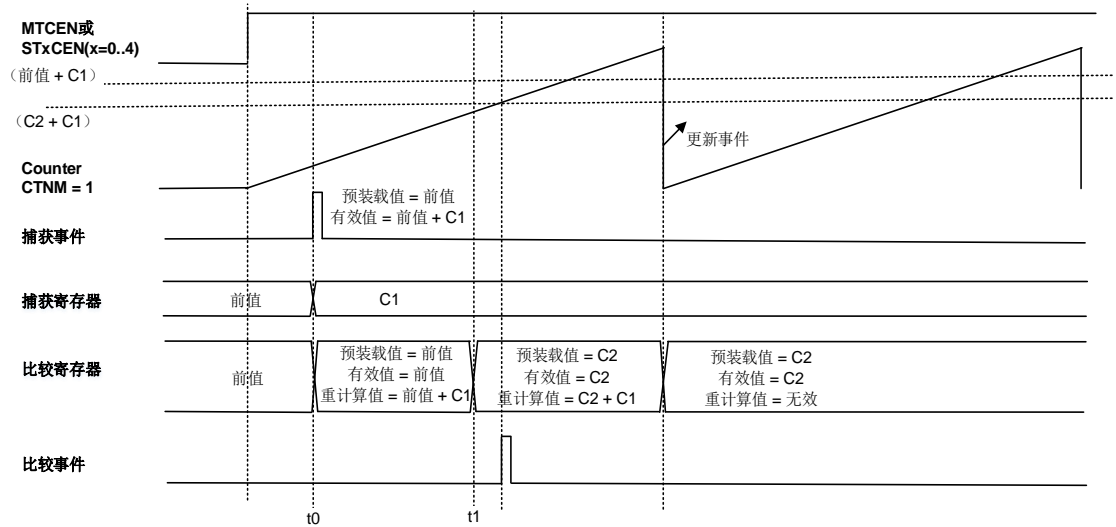 MTCEN或
STxCEN(x=0..4)
（前值 + C1）
（C2 + C1）
更新事件
Counter
CTNM = 1
预装载值 = 前值
有效值 = 前值 + C1
捕获事件
捕获寄存器
前值
C1
比较寄存器
前值
预装载值 = 前值
有效值 = 前值
重计算值 = 前值 + C1
预装载值 = C2
有效值 = C2
重计算值 = C2 + C1
预装载值 = C2
有效值 = C2
重计算值 = 无效
比较事件
t0
t1